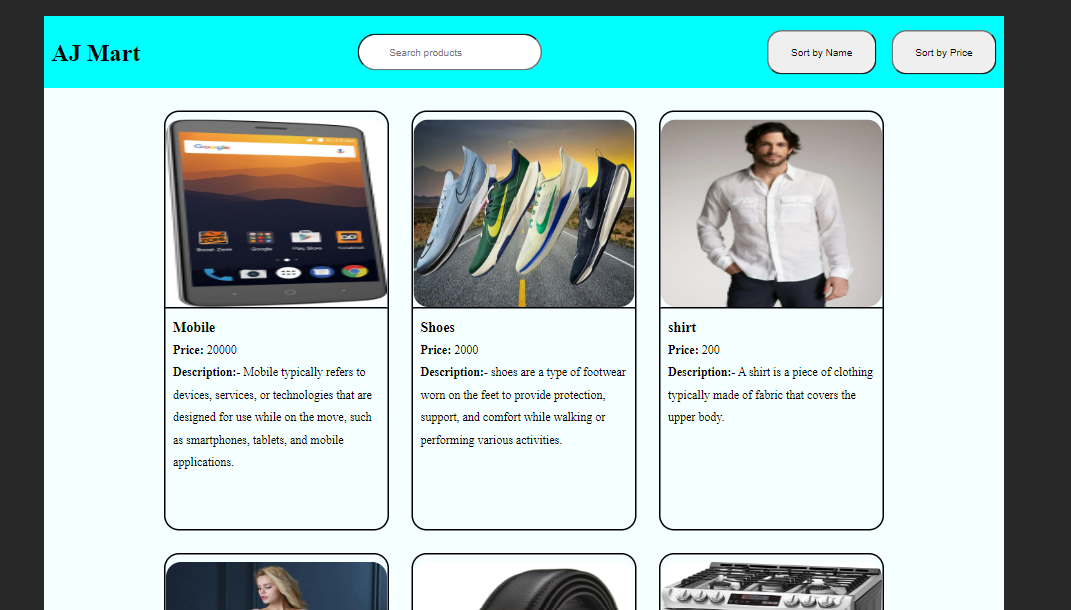 AJ Mart
Search products
Sort by Name
Sort by Price
Google
Google
Play Store
Mobile
Price: 20000
Description:- Mobile typically refers to
devices, services, or technologies that are
designed for use while on the move, such
as smartphones, tablets, and mobile
applications.
Shoes
Price: 2000
Description:- shoes are a type of footwear
worn on the feet to provide protection,
support, and comfort while walking or
performing various activities.
shirt
Price: 200
Description:- A shirt is a piece of clothing
typically made of fabric that covers the
upper body.